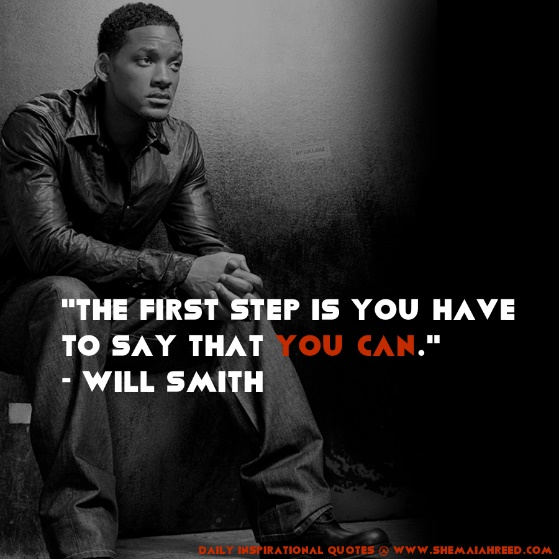 "THE FIRST STEP IS YOU HAVE
TO SAY THAT YOU CAN."
- WILL SMITH
DAILY INSPIRATIONAL QUOTES @ WWW.SHEMAIAHREED.COM